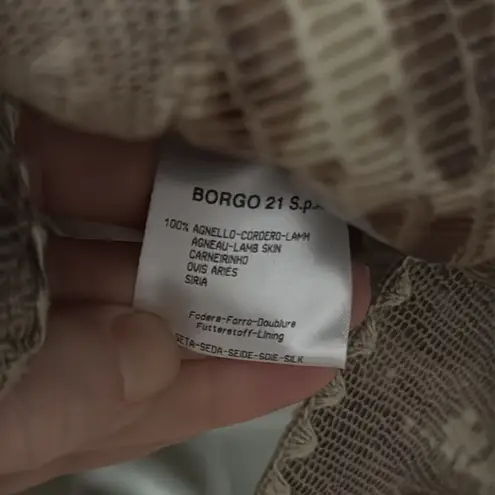 BORGO 21 S.p.A.
100% AGNELLO-CORDERO-LAMM
AGNEAU-LAMB SKIN
CARNEIRINHO
OVIS ARIES
SIRIA
Fodera-Forro-Doublure
Futterstoff-Lining
SETA-SEDA-SEIDE-SOIE-SILK